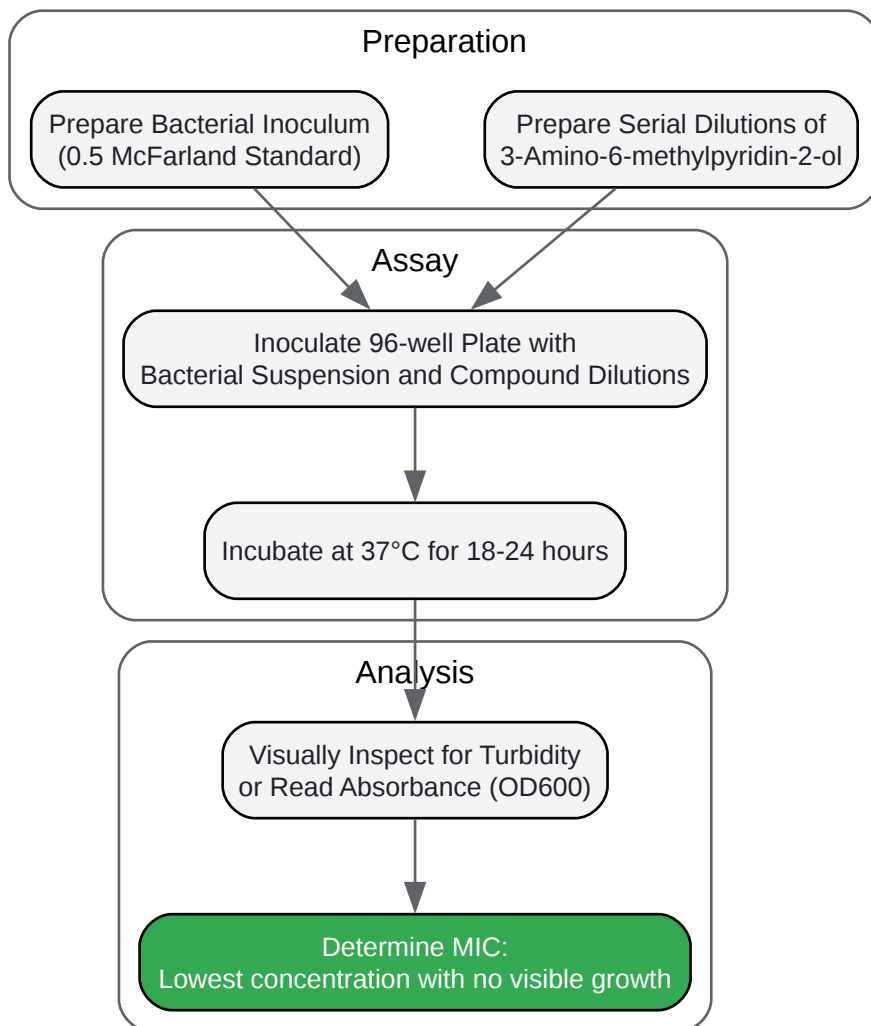 Preparation
Prepare Bacterial Inoculum
(0.5 McFarland Standard)
Prepare Serial Dilutions of
3-Amino-6-methylpyridin-2-ol
Assay
Inoculate 96-well Plate with
Bacterial Suspension and Compound Dilutions
Incubate at 37°C for 18-24 hours
Analysis
Visually Inspect for Turbidity
or Read Absorbance (OD600)
Determine MIC:
Lowest concentration with no visible growth